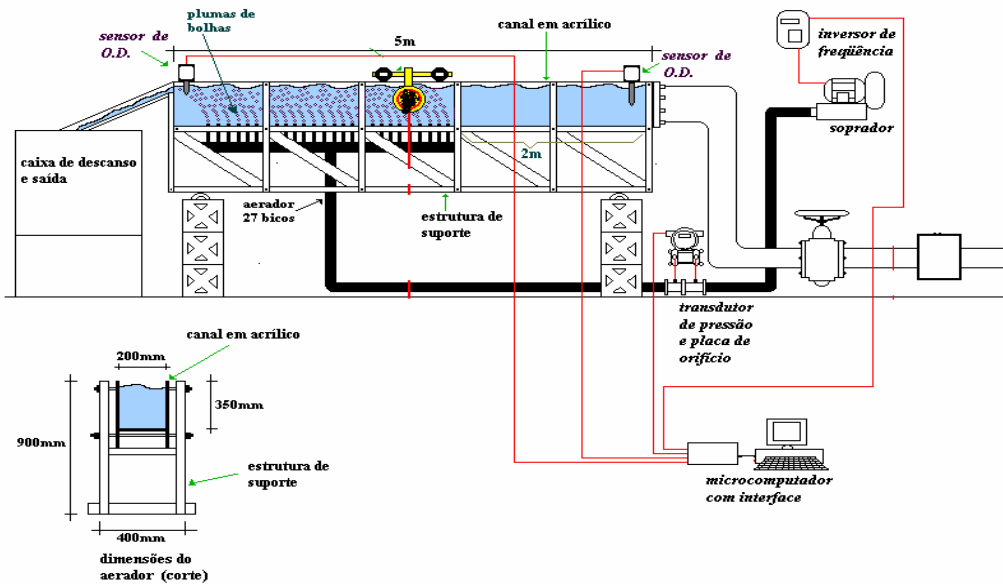 plumas de
bolhas
canal em acrílico
inversor de
freqüência
sensor de
O.D.
5m
sensor de
O.D.
soprador
caixa de descanso
e saída
2m
aerador
27 bicos
estrutura de
suporte
transdutor
de pressão
e placa de
orifício
canal em acrílico
200mm
350mm
900mm
estrutura de
suporte
microcomputador
com interface
400mm
dimensões do
aerador (corte)